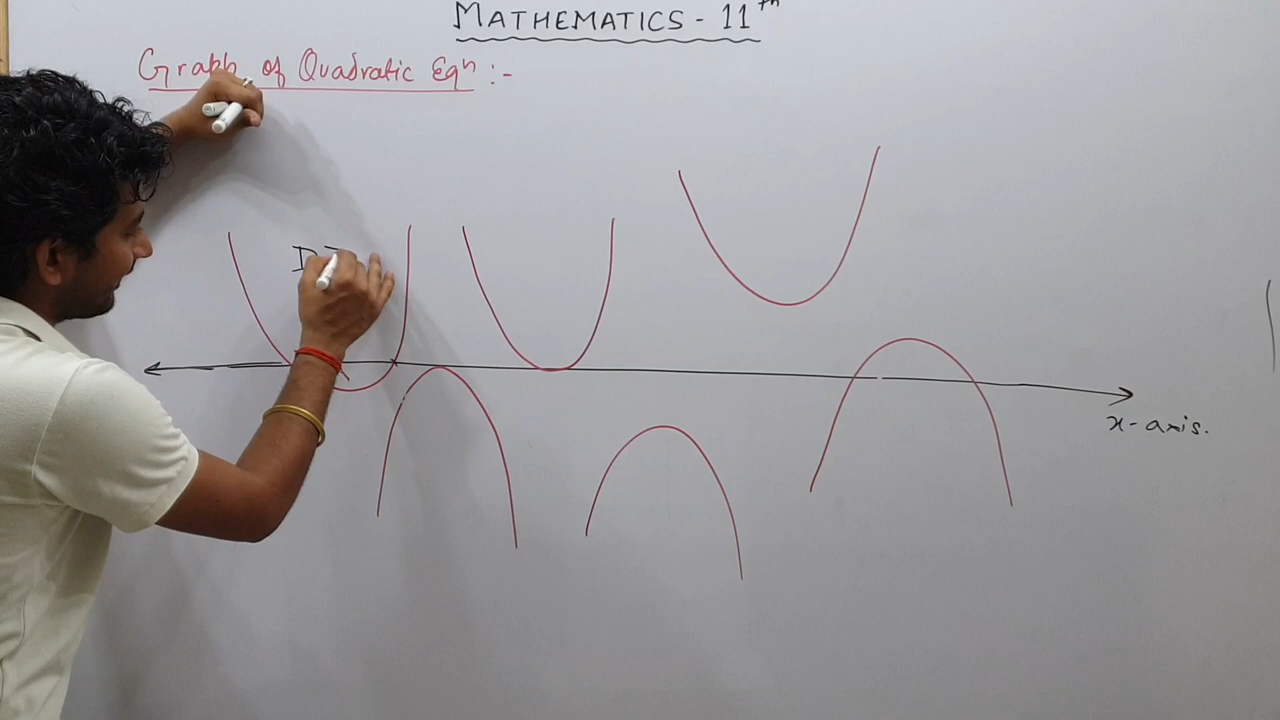 MATHEMATICS - 11th
Graph of Quadratic Eqn :-
D
x-axis.